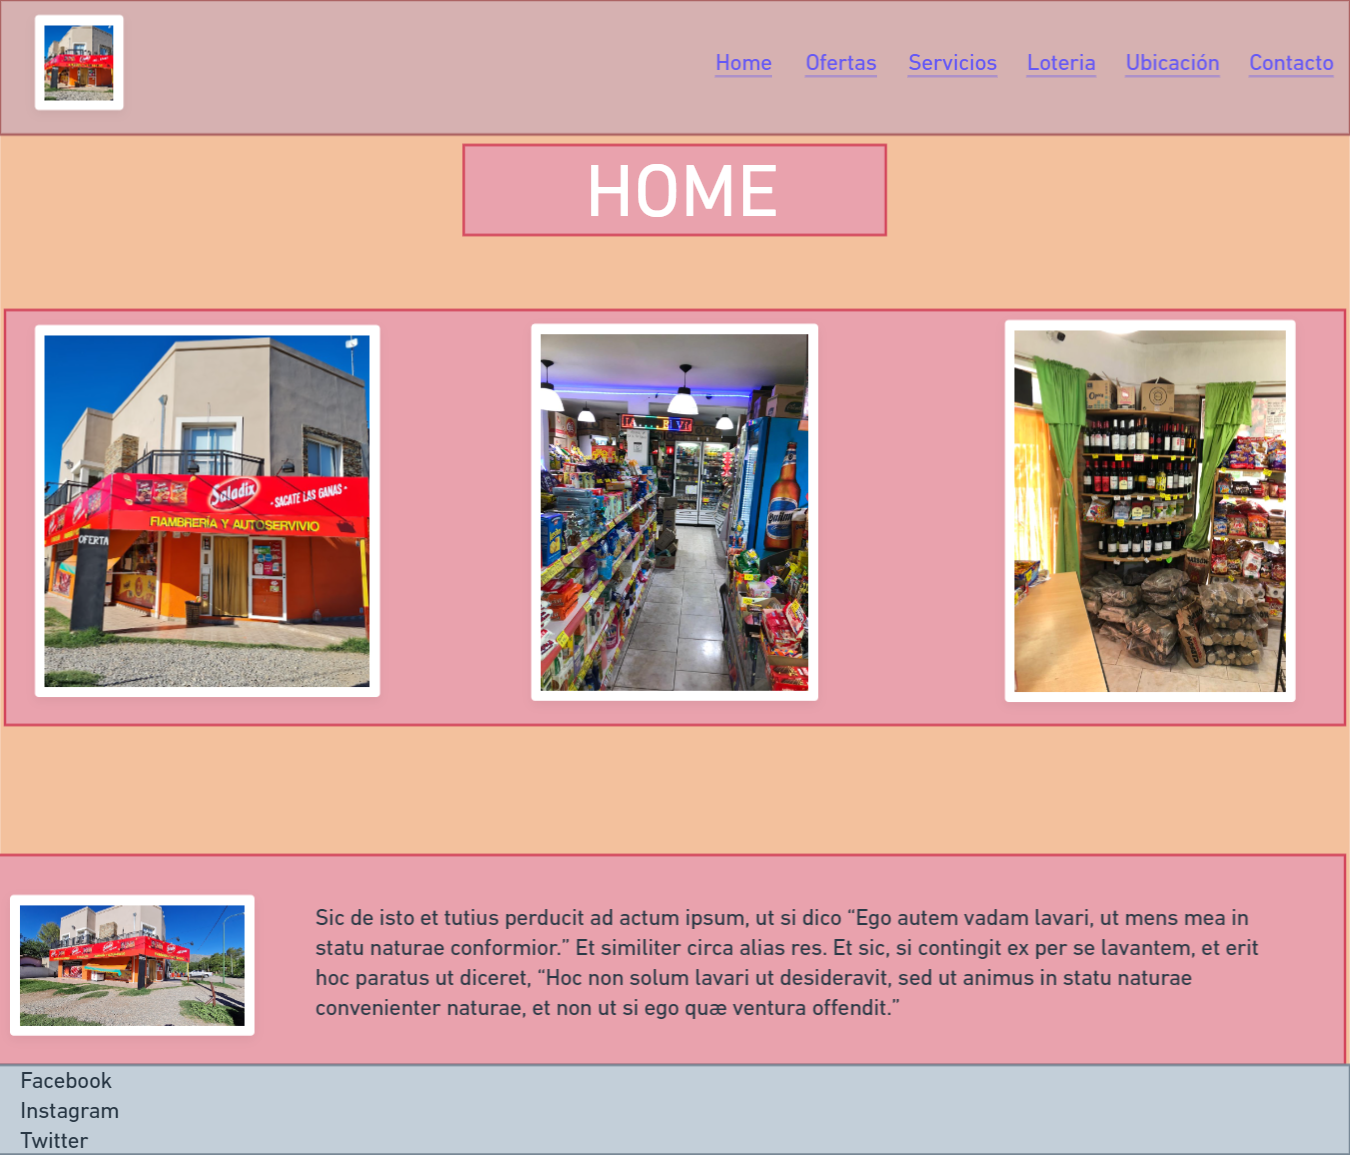 Home Ofertas Servicios Loteria Ubicación Contacto
HOME
Saladix
•SACATE LAS GANAS•
FIAMBRERÍA Y AUTOSERVIVIO
OFERTA
Sic de isto et tutius perducit ad actum ipsum, ut si dico “Ego autem vadam lavari, ut mens mea in
statu naturae conformior.” Et similiter circa alias res. Et sic, si contingit ex per se lavantem, et erit
hoc paratus ut diceret, “Hoc non solum lavari ut desideravit, sed ut animus in statu naturae
convenienter naturae, et non ut si ego quæ ventura offendit.”
Facebook
Instagram
Twitter